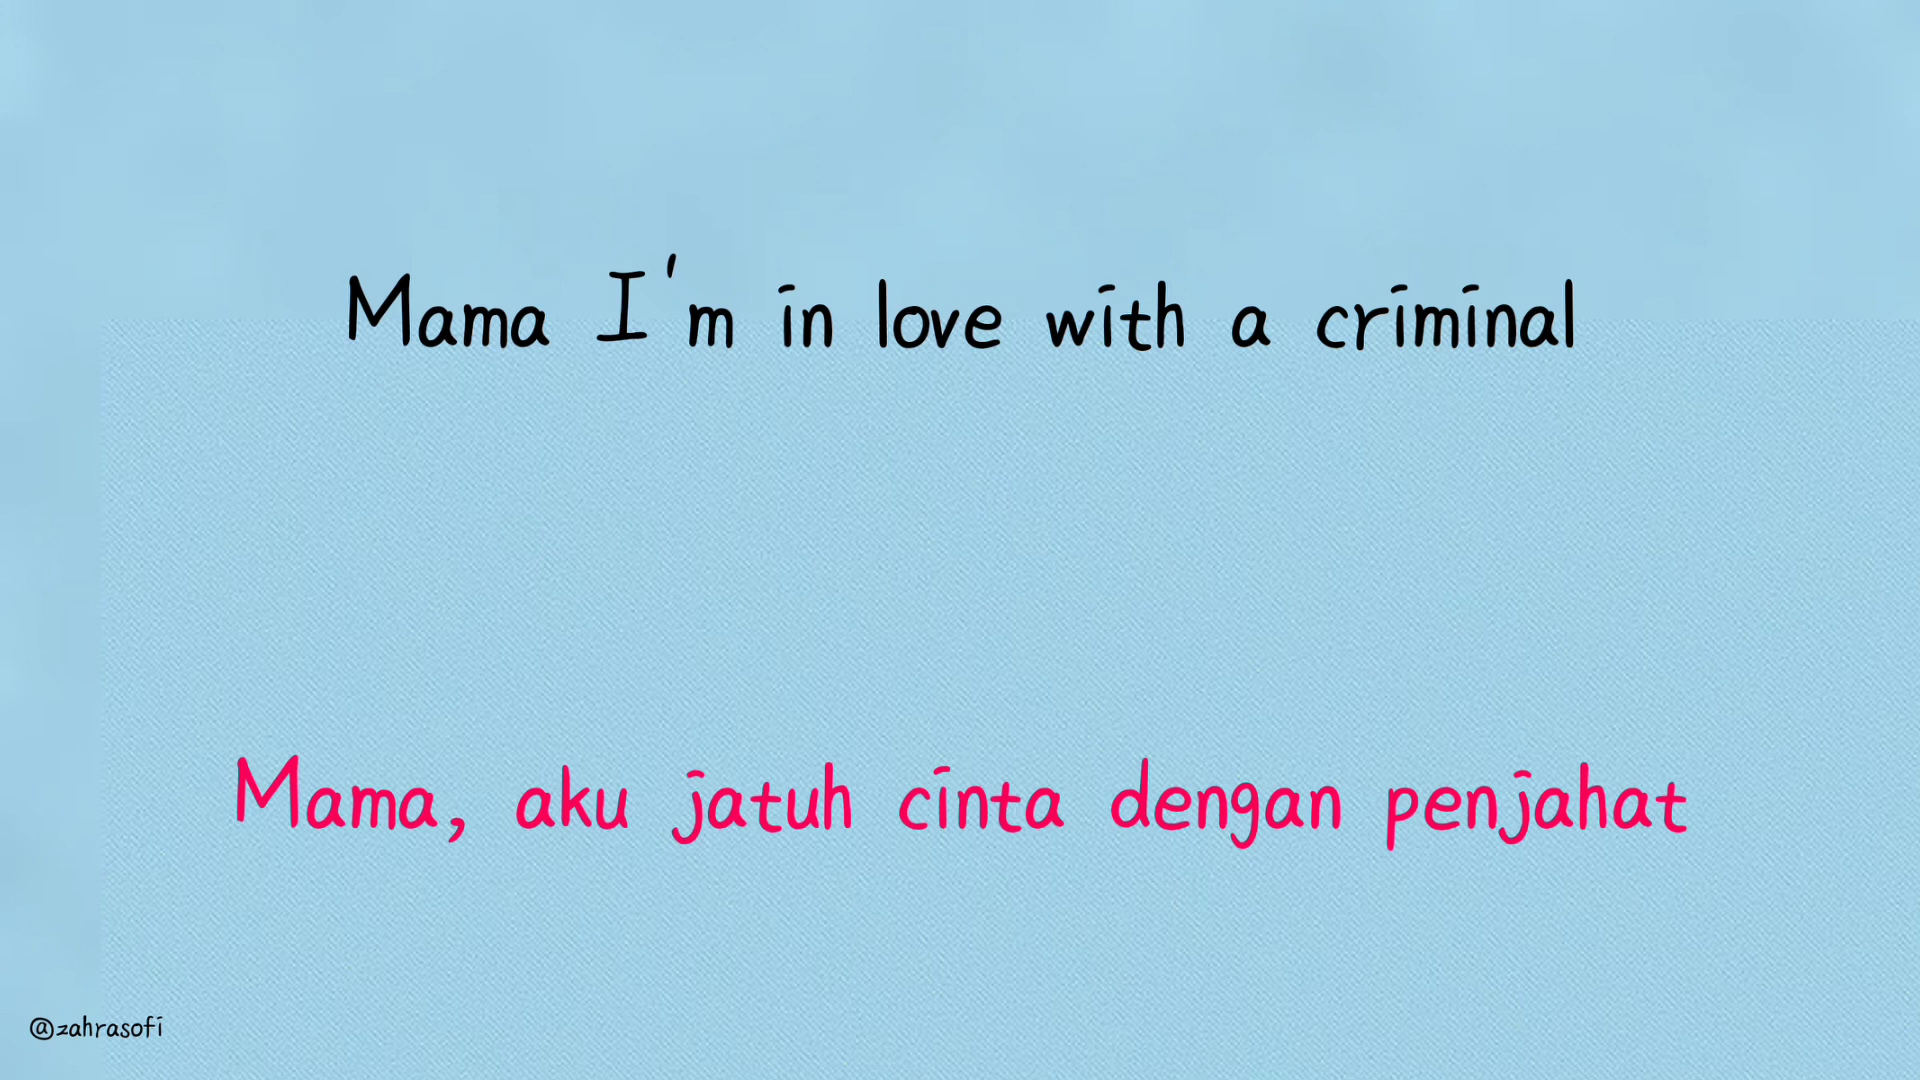 Mama I'm in love with a criminal
Mama, aku jatuh cinta dengan penjahat
@zahrasofi